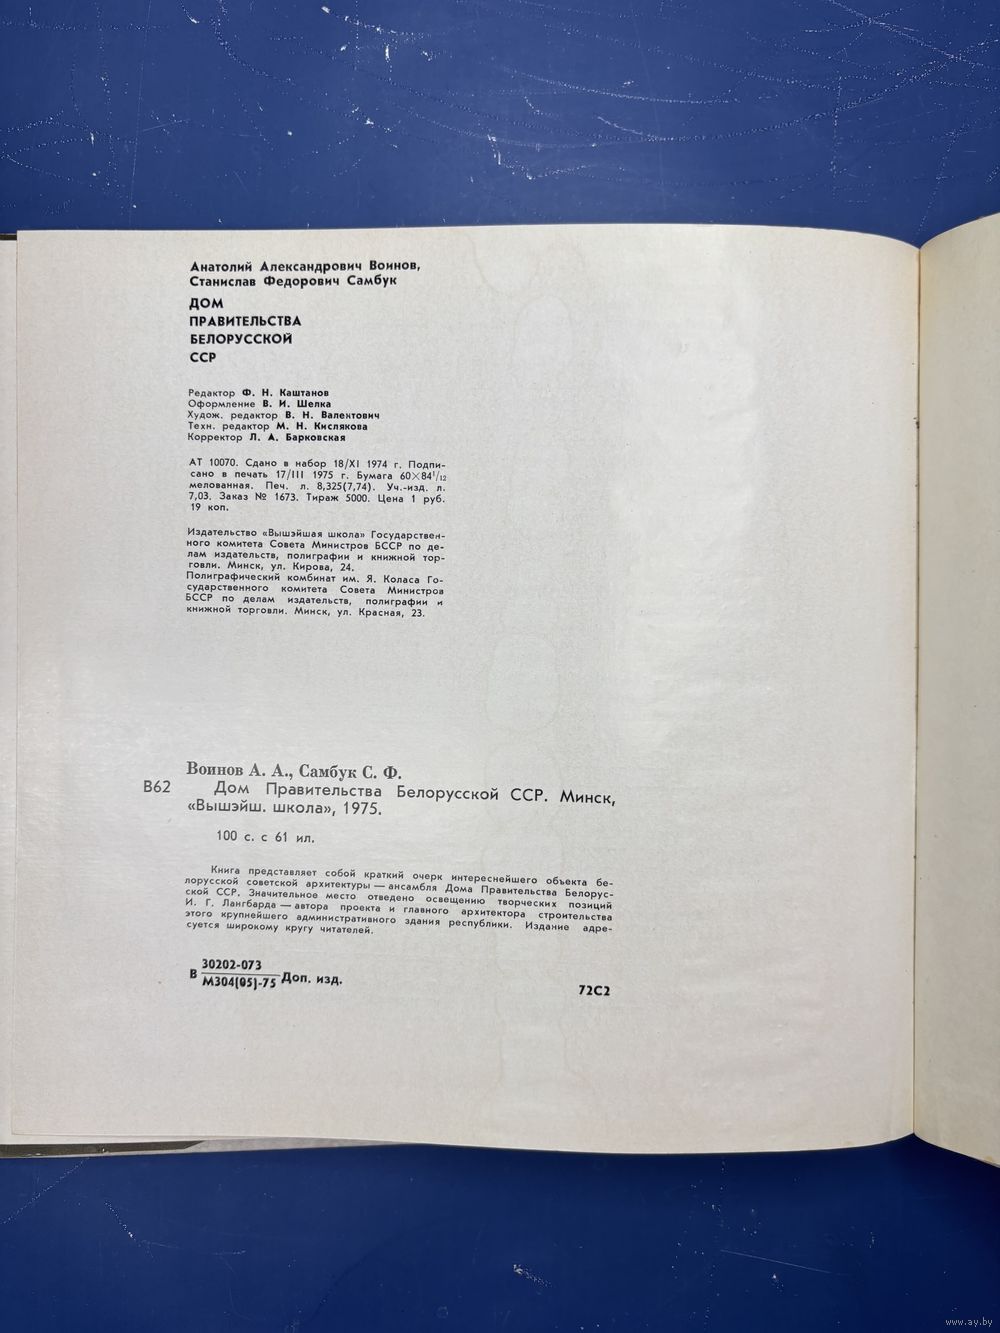 Анатолий Александрович Воинов,
Станислав Федорович Самбук
ДОМ
ПРАВИТЕЛЬСТВА
БЕЛОРУССКОЙ
ССР
Редактор Ф. Н. Каштанов
Оформление В. И. Шелка
Худож. редактор В. Н. Валентович
Техн. редактор М. Н. Кислякова
Корректор Л. А. Барковская
АТ 10070. Сдано в набор 18/XI 1974 г. Подпи-
сано в печать 17/III 1975 г. Бумага 60×84¹/₁₂
мелованная. Печ. л. 8,325(7,74). Уч.-изд. л.
7,03. Заказ № 1673. Тираж 5000. Цена 1 руб.
19 коп.
Издательство «Вышэйшая школа» Государствен-
ного комитета Совета Министров БССР по де-
лам издательств, полиграфии и книжной тор-
говли. Минск, ул. Кирова, 24.
Полиграфический комбинат им. Я. Коласа Го-
сударственного комитета Совета Министров
БССР по делам издательств, полиграфии и
книжной торговли. Минск, ул. Красная, 23.
Воинов А. А., Самбук С. Ф.
В62 Дом Правительства Белорусской ССР. Минск,
«Вышэйш. школа», 1975.
100 с. с 61 ил.
Книга представляет собой краткий очерк интереснейшего объекта бе-
лорусской советской архитектуры — ансамбля Дома Правительства Белорус-
ской ССР. Значительное место отведено освещению творческих позиций
И. Г. Лангбарда — автора проекта и главного архитектора строительства
этого крупнейшего административного здания республики. Издание адре-
суется широкому кругу читателей.
30202-073
В М304(05)-75 Доп. изд.
72С2
www.ay.by